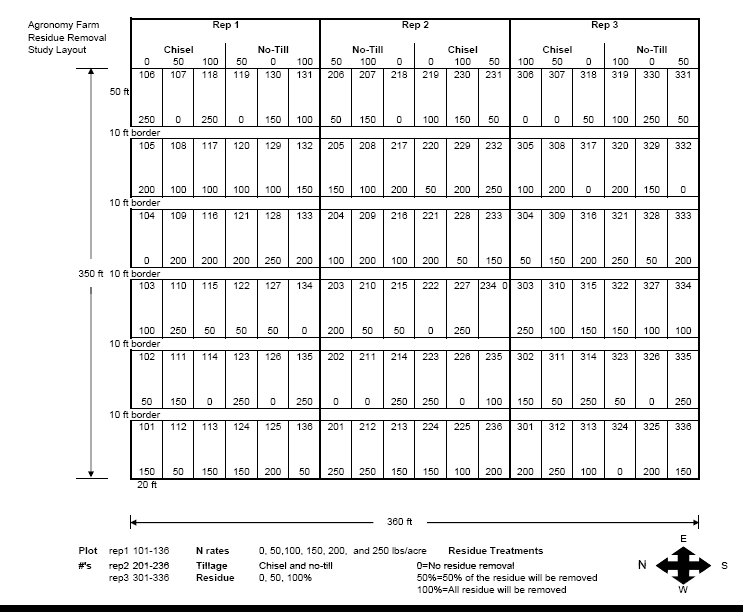 Agronomy Farm Rep 1 Rep 2 Rep 3
Residue Removal
Study Layout Chisel No-Till No-Till Chisel Chisel No-Till
0 50 100 50 0 100 50 100 0 0 100 50 100 50 0 100 0 50
106 107 118 119 130 131 206 207 218 219 230 231 306 307 318 319 330 331
50 ft
250 0 250 0 150 100 50 150 0 100 150 50 0 0 50 100 250 50
10 ft border
105 108 117 120 129 132 205 208 217 220 229 232 305 308 317 320 329 332
200 100 100 100 100 150 150 100 200 50 200 250 100 200 0 200 150 0
10 ft border
104 109 116 121 128 133 204 209 216 221 228 233 304 309 316 321 328 333
0 200 200 200 250 200 100 200 100 200 50 150 50 150 200 250 50 200
350 ft 10 ft border
103 110 115 122 127 134 203 210 215 222 227 234 0 303 310 315 322 327 334
100 250 50 50 50 0 200 50 50 0 250 250 100 150 150 100 100
10 ft border
102 111 114 123 126 135 202 211 214 223 226 235 302 311 314 323 326 335
50 150 0 250 0 250 0 0 250 250 0 100 150 50 250 50 0 250
10 ft border
101 112 113 124 125 136 201 212 213 224 225 236 301 312 313 324 325 336
150 50 150 150 200 50 250 250 150 150 100 200 200 250 100 0 200 150
20 ft
360 ft
E
Plot rep1 101-136 N rates 0, 50,100, 150, 200, and 250 lbs/acre Residue Treatments
#'s rep2 201-236 Tillage Chisel and no-till 0=No residue removal N S
rep3 301-336 Residue 0, 50, 100% 50%=50% of the residue will be removed
100%=All residue will be removed W